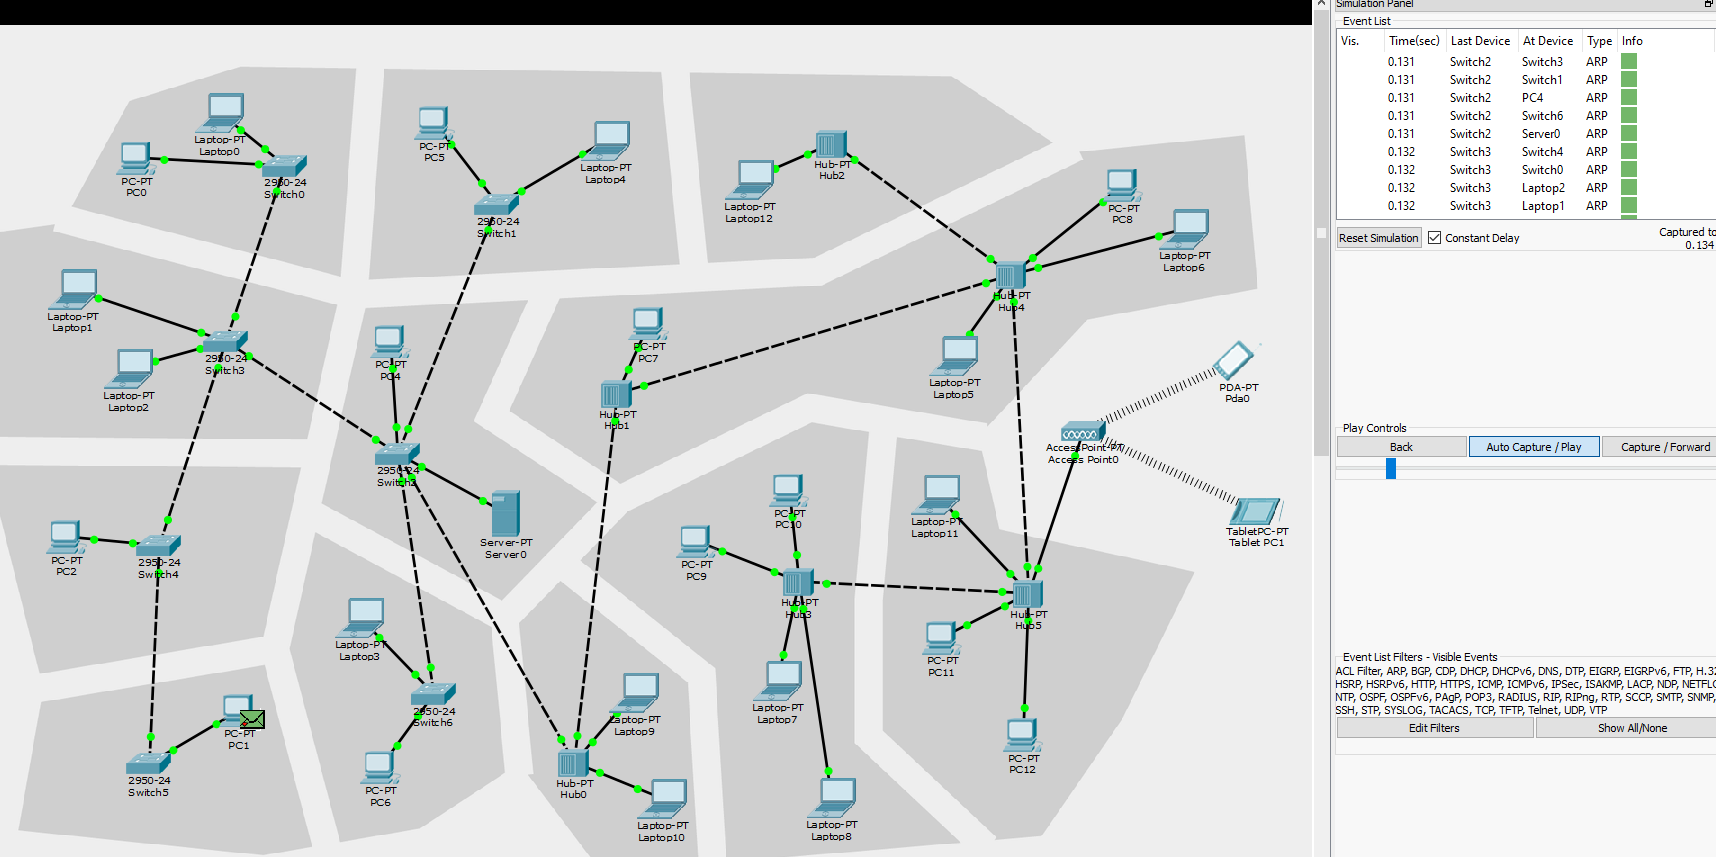 Simulation Panel
Event List
Vis. Time(sec) Last Device At Device Type Info
0.131 Switch2 Switch3 ARP
0.131 Switch2 Switch1 ARP
0.131 Switch2 PC4 ARP
0.131 Switch2 Switch6 ARP
0.131 Switch2 Server0 ARP
0.132 Switch3 Switch4 ARP
0.132 Switch3 Switch0 ARP
0.132 Switch3 Laptop2 ARP
0.132 Switch3 Laptop1 ARP
Reset Simulation Constant Delay
Captured to
0.134
Play Controls
Back Auto Capture / Play Capture / Forward
Event List Filters - Visible Events
ACL Filter, ARP, BGP, CDP, DHCP, DHCPv6, DNS, DTP, EIGRP, EIGRPv6, FTP, H.32
HSRP, HSRPv6, HTTP, HTTPS, ICMP, ICMPv6, IPSec, ISAKMP, LACP, NDP, NETFLO
NTP, OSPF, OSPFv6, PAgP, POP3, RADIUS, RIP, RIPng, RTP, SCCP, SMTP, SNMP,
SSH, STP, SYSLOG, TACACS, TCP, TFTP, Telnet, UDP, VTP
Edit Filters Show All/None
Laptop-PT
Laptop0
PC-PT
PC0
2950-24
Switch0
PC-PT
PC5
Laptop-PT
Laptop4
2950-24
Switch1
Hub-PT
Hub2
Laptop-PT
Laptop12
PC-PT
PC8
Laptop-PT
Laptop6
Hub-PT
Hub4
Laptop-PT
Laptop1
2950-24
Switch3
Laptop-PT
Laptop2
PC-PT
PC4
PC-PT
PC7
Hub-PT
Hub1
Laptop-PT
Laptop5
PDA-PT
Pda0
AccessPoint-PT
Access Point0
2950-24
Switch2
Server-PT
Server0
PC-PT
PC10
Laptop-PT
Laptop11
TabletPC-PT
Tablet PC1
PC-PT
PC2
2950-24
Switch4
PC-PT
PC9
Hub-PT
Hub3
Hub-PT
Hub5
Laptop-PT
Laptop3
PC-PT
PC11
2950-24
Switch6
Laptop-PT
Laptop9
Laptop-PT
Laptop7
PC-PT
PC1
2950-24
Switch5
PC-PT
PC6
Hub-PT
Hub0
PC-PT
PC12
Laptop-PT
Laptop10
Laptop-PT
Laptop8